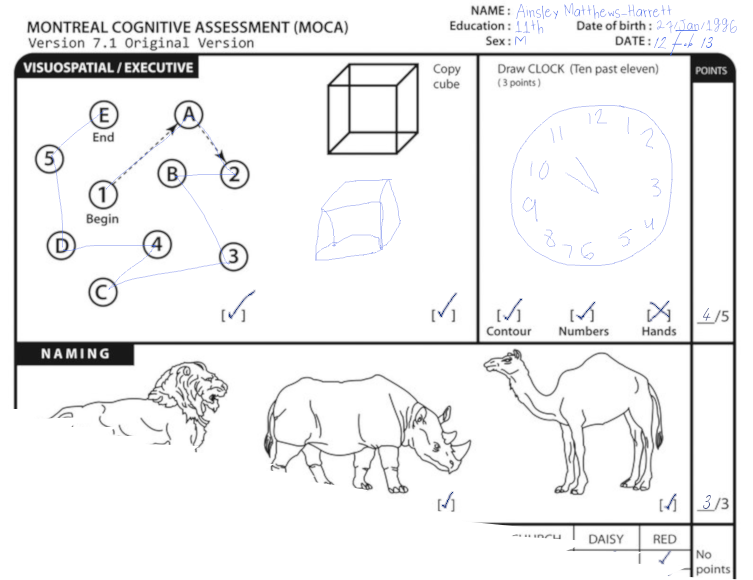 MONTREAL COGNITIVE ASSESSMENT (MOCA)
Version 7.1 Original Version
NAME: Ainsley Matthews-Harrett
Education: 11th Date of birth: 27/Jan/1996
Sex: M DATE: 12 Feb 13
VISUOSPATIAL / EXECUTIVE
E
End
A
5
B
2
1
Begin
D
4
3
C
[✓]
Copy
cube
[✓]
Draw CLOCK (Ten past eleven)
(3 points)
12
11
1
2
10
3
9
4
8
7
6
5
[✓] [✓] [X]
Contour Numbers Hands
POINTS
4/5
NAMING
[✓] [✓]
3/3
DAISY RED
✓
No
points